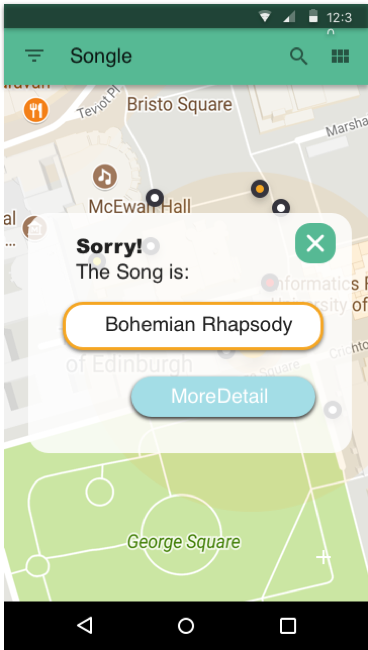 12:3
Songle
Teviot Pl
Bristo Square
Marsha
McEwan Hall
al
...
Sorry!
The Song is:
Informatics F
University of
Bohemian Rhapsody
of Edinburgh
Crichto
Square
MoreDetail
George Square